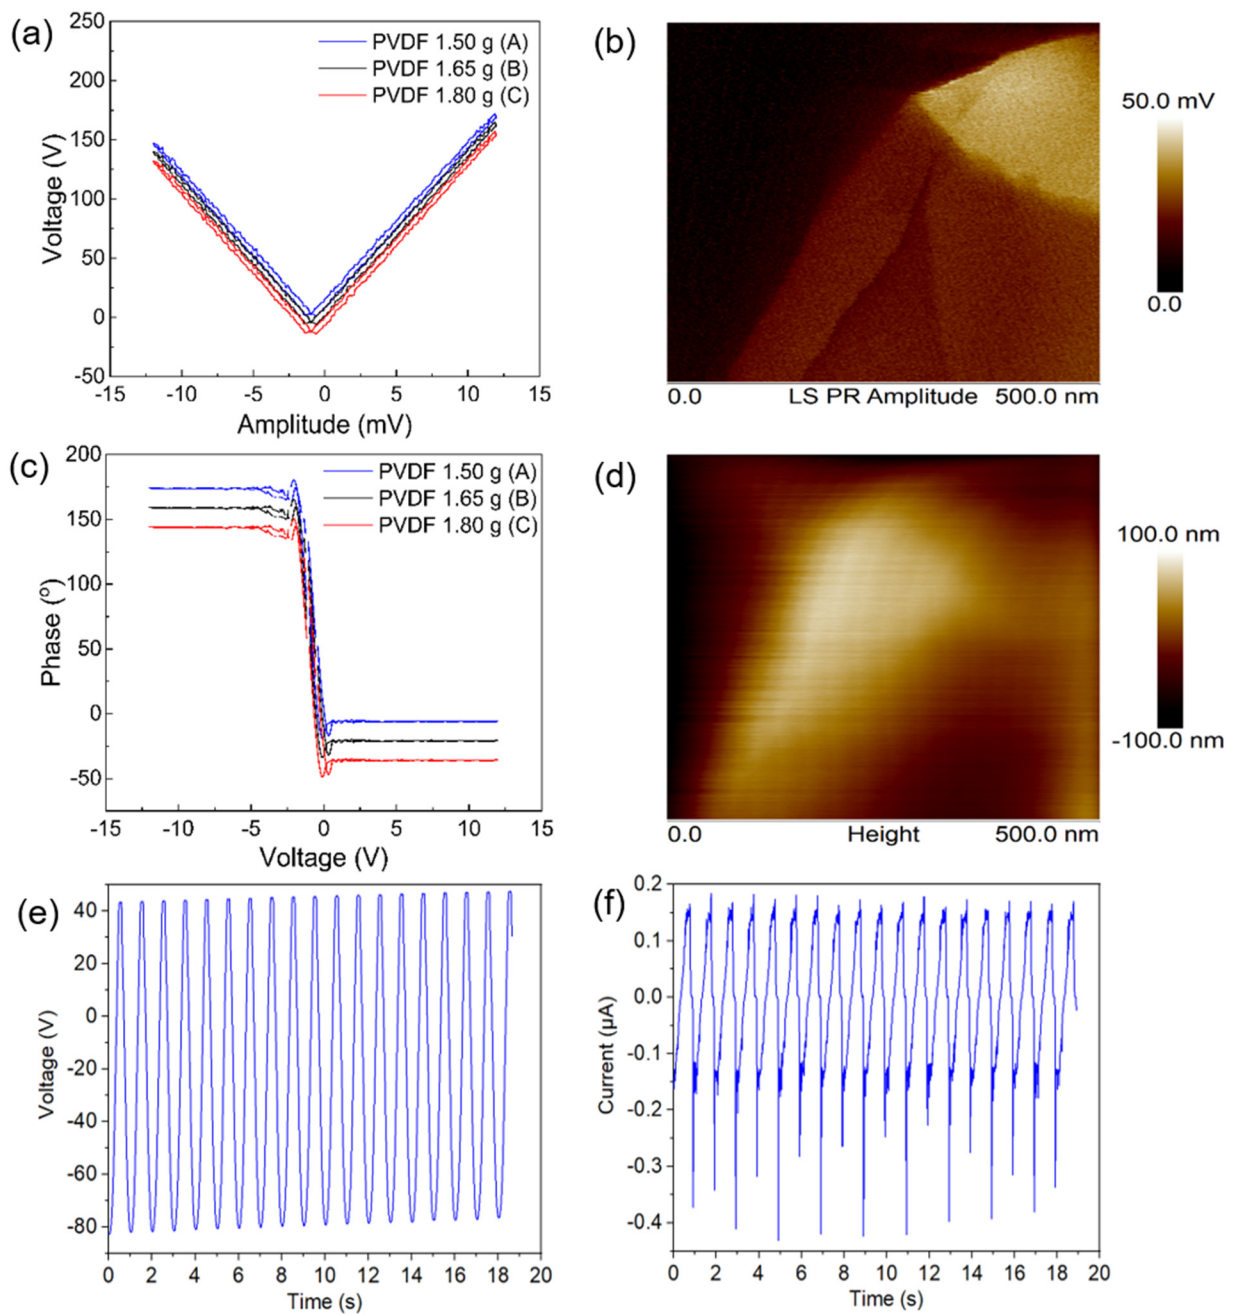 (a)
PVDF 1.50 g (A)
PVDF 1.65 g (B)
PVDF 1.80 g (C)
250
200
150
100
50
0
-50
Voltage (V)
-15 -10 -5 0 5 10 15
Amplitude (mV)
(b)
50.0 mV
0.0
0.0 LS PR Amplitude 500.0 nm
(c)
PVDF 1.50 g (A)
PVDF 1.65 g (B)
PVDF 1.80 g (C)
200
150
100
50
0
-50
Phase (º)
-15 -10 -5 0 5 10 15
Voltage (V)
(d)
100.0 nm
-100.0 nm
0.0 Height 500.0 nm
(e)
40
20
0
-20
-40
-60
-80
Voltage (V)
0 2 4 6 8 10 12 14 16 18 20
Time (s)
(f)
0.2
0.1
0.0
-0.1
-0.2
-0.3
-0.4
Current (µA)
0 2 4 6 8 10 12 14 16 18 20
Time (s)